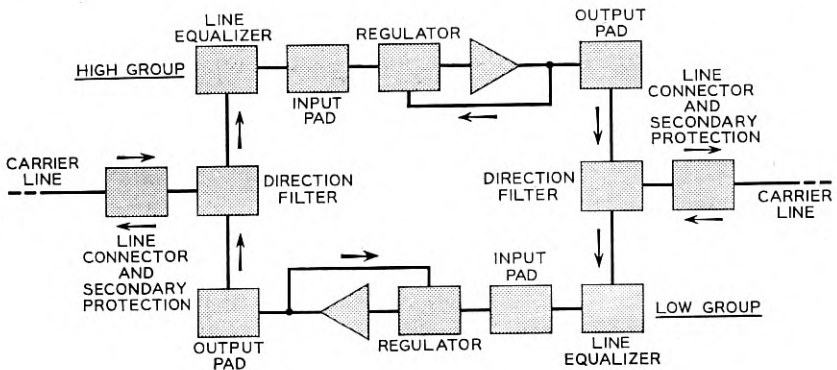 LINE
EQUALIZER
REGULATOR
OUTPUT
PAD
HIGH GROUP
INPUT
PAD
LINE
CONNECTOR
AND
SECONDARY
PROTECTION
CARRIER
LINE
DIRECTION
FILTER
DIRECTION
FILTER
CARRIER
LINE
LINE
CONNECTOR
AND
SECONDARY
PROTECTION
INPUT
PAD
OUTPUT
PAD
REGULATOR
LINE
EQUALIZER
LOW GROUP